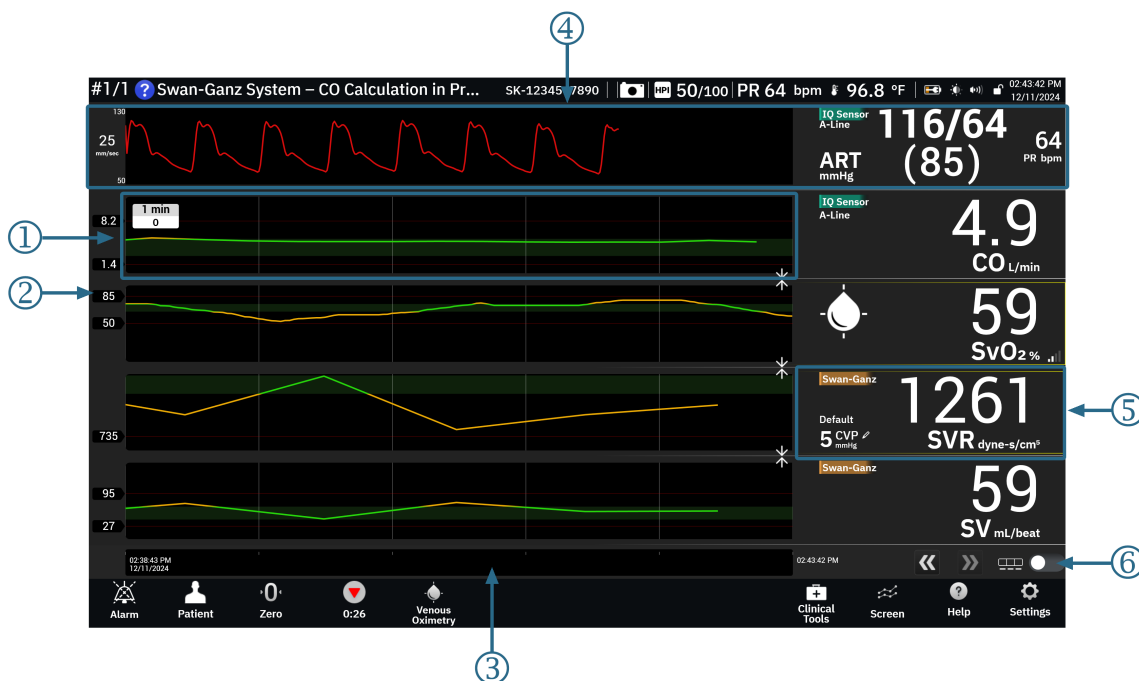 ④
#1/1 ? Swan-Ganz System – CO Calculation in Pr... HPI 50/100 PR 64 bpm 96.8 °F 02:43:42 PM
12/11/2024
130
25
mm/sec
50
IQ Sensor
A-Line
116/64
ART
mmHg
(85)
64
PR bpm
①
8.2
1 min
0
1.4
IQ Sensor
A-Line
4.9
CO L/min
②
85
50
59
SvO2 %
735
Swan-Ganz
Default
5 CVP
mmHg
1261
SVR dyne-s/cm⁵
⑤
95
27
Swan-Ganz
59
SV mL/beat
02:38:43 PM
12/11/2024
02:43:42 PM
« »
⑥
Alarm
Patient
·0·
Zero
0:26
Venous
Oximetry
Clinical
Tools
Screen
?
Help
Settings
③